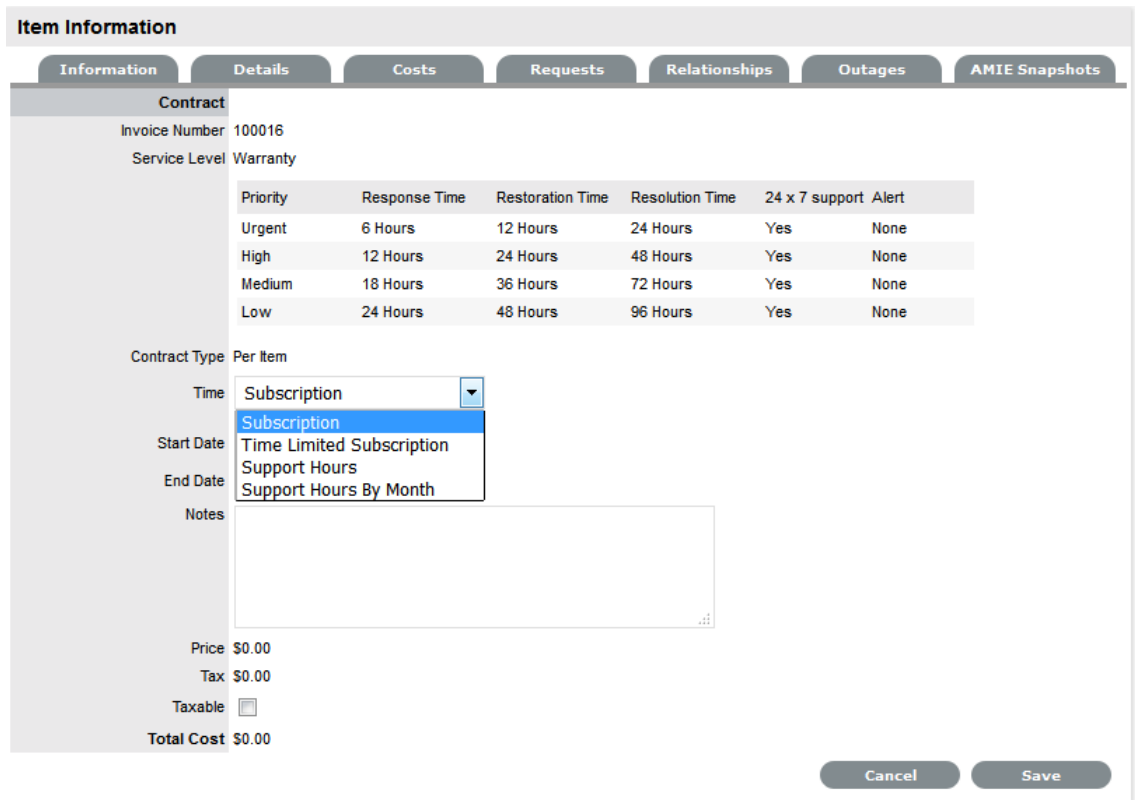 Item Information
Information Details Costs Requests Relationships Outages AMIE Snapshots
Contract
Invoice Number 100016
Service Level Warranty
Priority Response Time Restoration Time Resolution Time 24 x 7 support Alert
Urgent 6 Hours 12 Hours 24 Hours Yes None
High 12 Hours 24 Hours 48 Hours Yes None
Medium 18 Hours 36 Hours 72 Hours Yes None
Low 24 Hours 48 Hours 96 Hours Yes None
Contract Type Per Item
Time Subscription
Subscription
Start Date Time Limited Subscription
Support Hours
End Date Support Hours By Month
Notes
Price $0.00
Tax $0.00
Taxable
Total Cost $0.00
Cancel Save